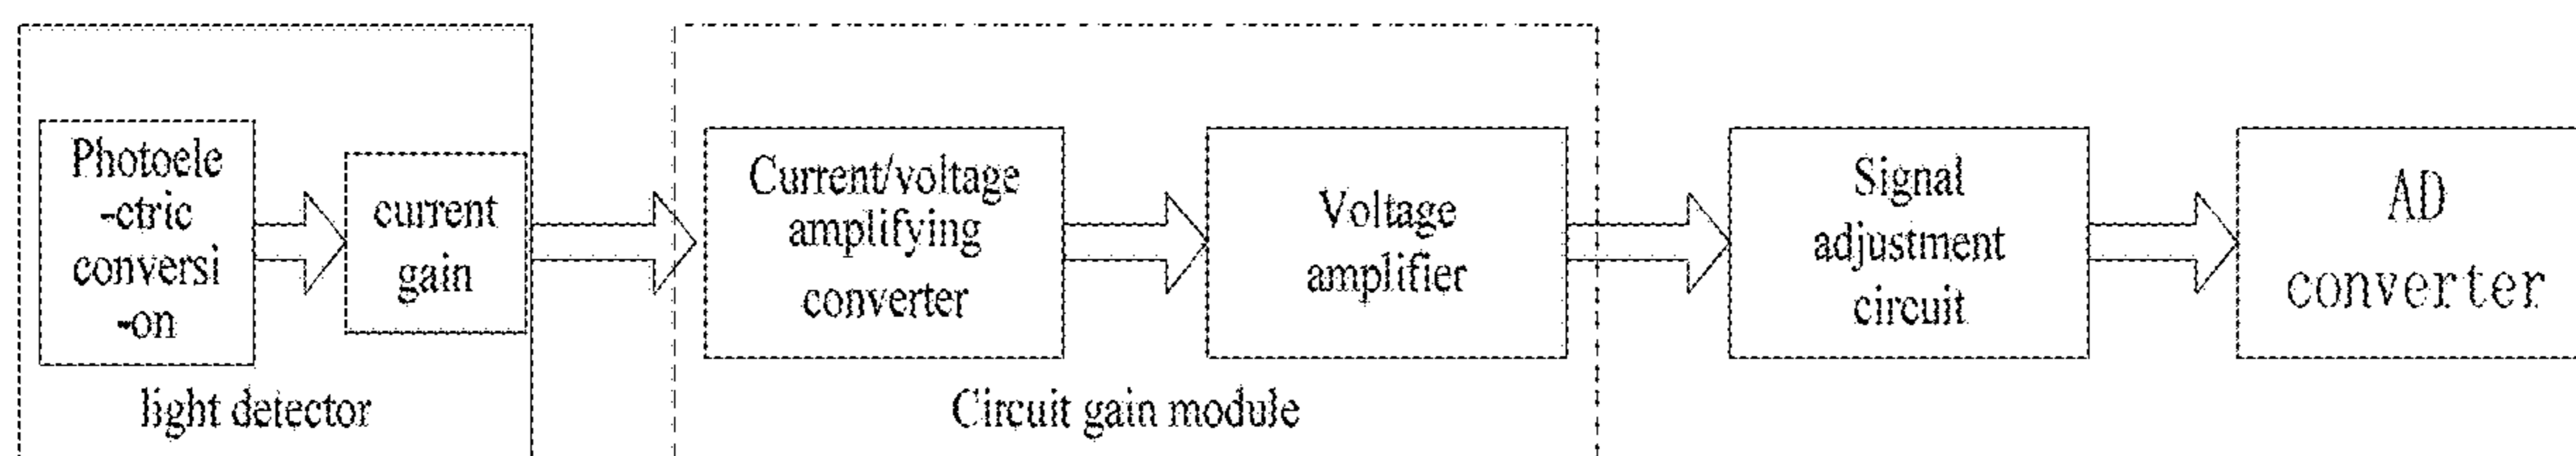 Photoele
-ctric
conversi
-on
current
gain
light detector
Current/voltage
amplifying
converter
Voltage
amplifier
Circuit gain module
Signal
adjustment
circuit
AD
converter